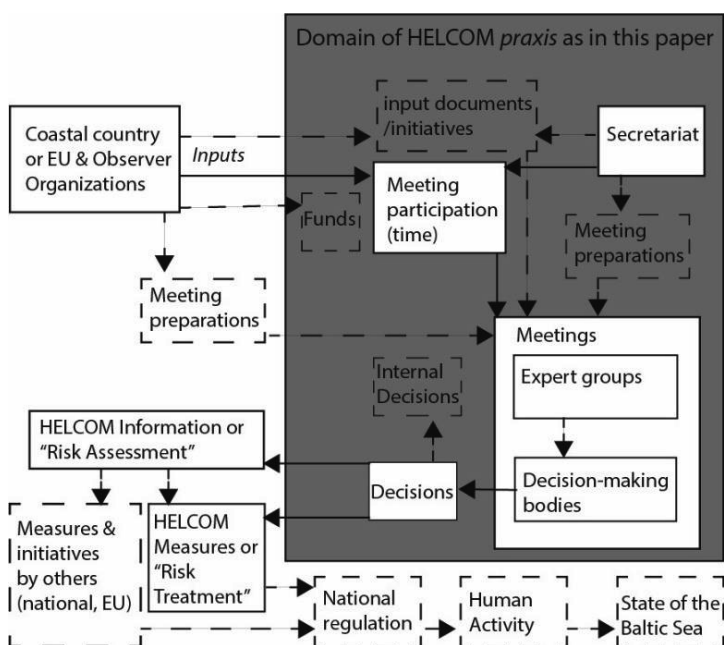 Domain of HELCOM praxis as in this paper
Coastal country
or EU & Observer
Organizations
Inputs
input documents
/initiatives
Secretariat
Meeting
participation
(time)
Funds
Meeting
preparations
Meeting
preparations
Meetings
Expert groups
Decision-making
bodies
Internal
Decisions
Decisions
HELCOM Information or
“Risk Assessment”
Measures &
initiatives
by others
(national, EU)
HELCOM
Measures or
“Risk
Treatment”
National
regulation
Human
Activity
State of the
Baltic Sea